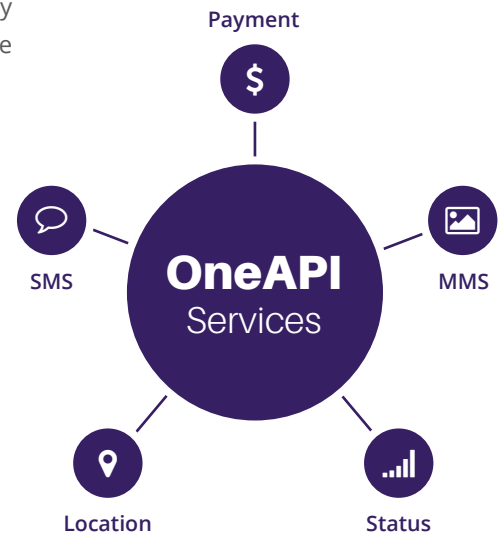 y
e
Payment
$
SMS
MMS
OneAPI
Services
Location
Status